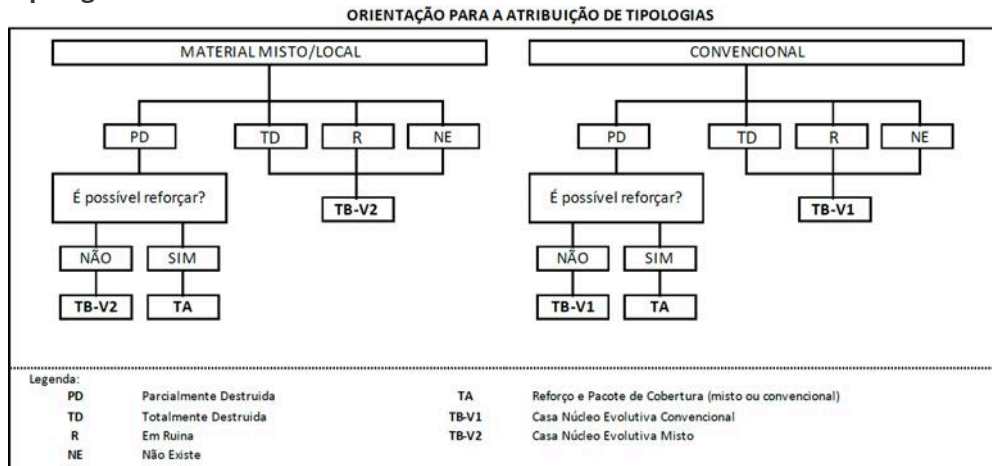 ORIENTAÇÃO PARA A ATRIBUIÇÃO DE TIPOLOGIAS
MATERIAL MISTO/LOCAL
CONVENCIONAL
PD TD R NE
PD TD R NE
É possível reforçar?
TB-V2
É possível reforçar?
TB-V1
NÃO SIM
NÃO SIM
TB-V2 TA
TB-V1 TA
Legenda:
PD Parcialmente Destruida TA Reforço e Pacote de Cobertura (misto ou convencional)
TD Totalmente Destruida TB-V1 Casa Núcleo Evolutiva Convencional
R Em Ruina TB-V2 Casa Núcleo Evolutiva Misto
NE Não Existe